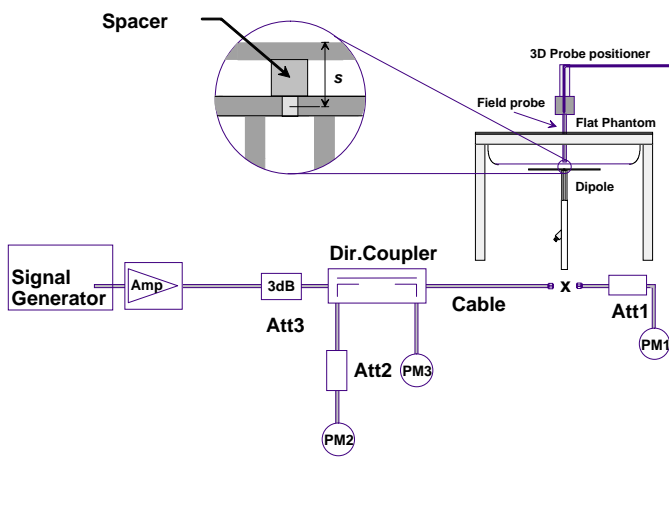 Spacer
s
3D Probe positioner
Field probe
Flat Phantom
Dipole
Signal
Generator
Amp
3dB
Att3
Dir.Coupler
Cable
x
Att1
PM1
Att2
PM3
PM2